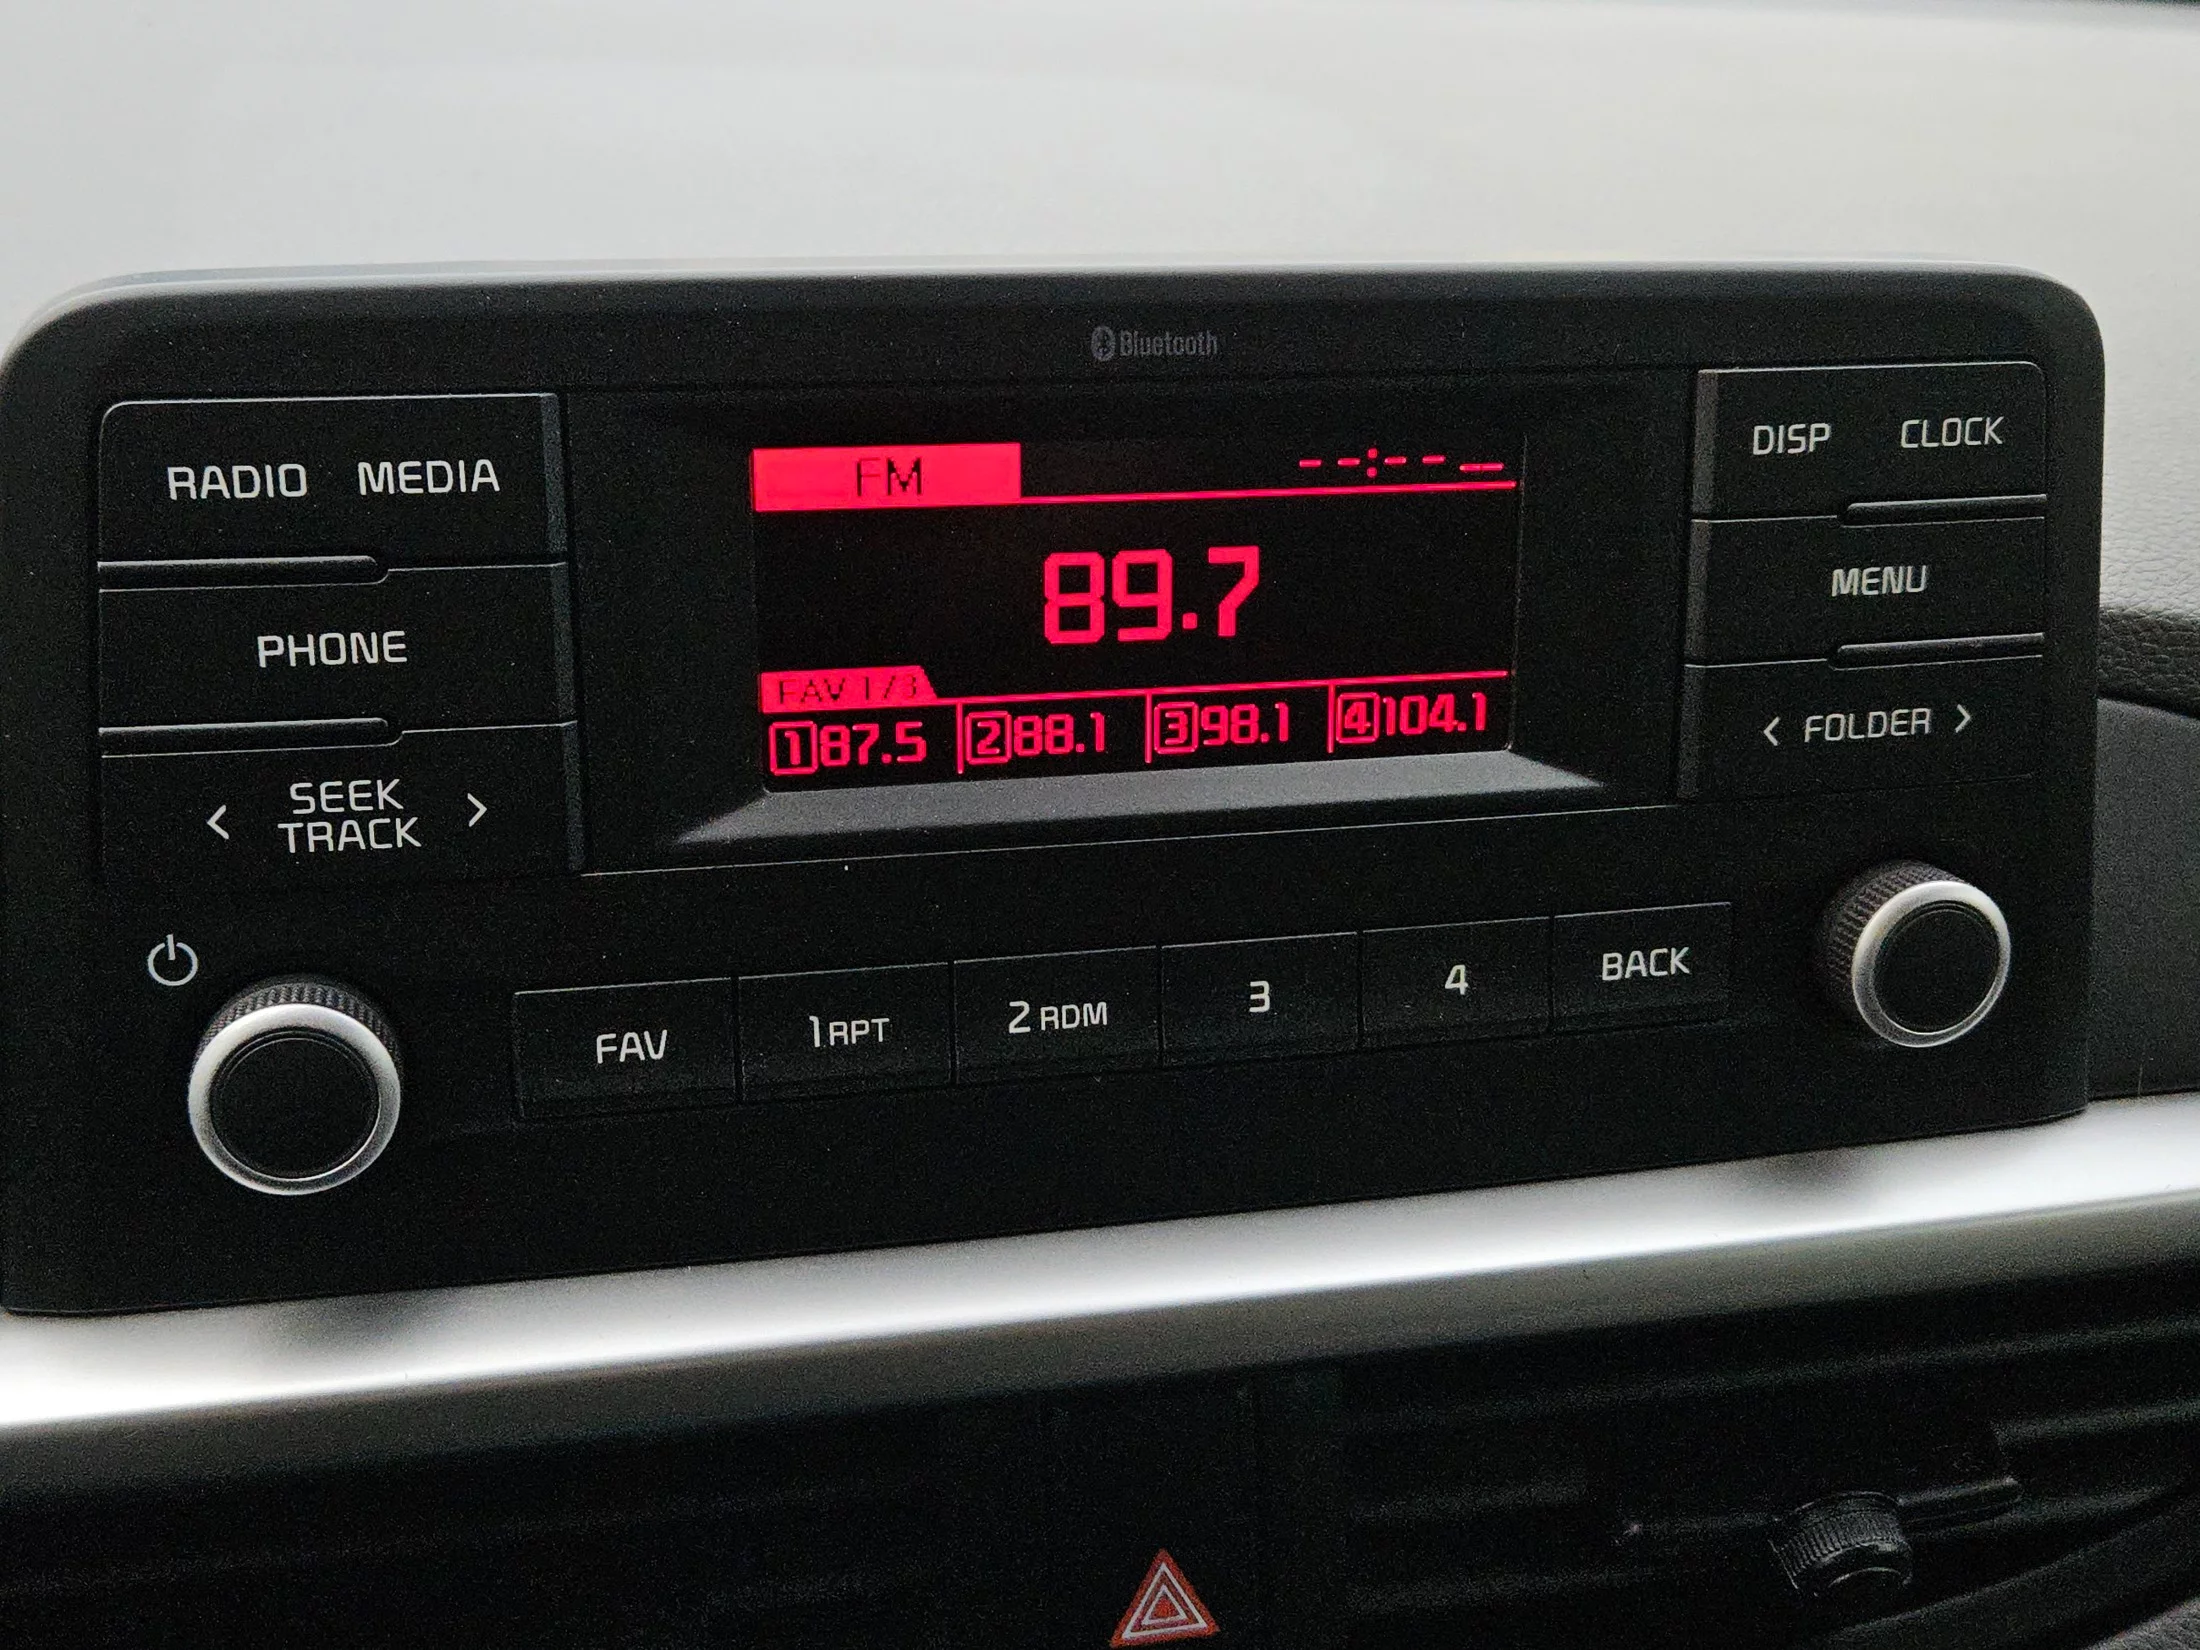 Bluetooth
RADIO MEDIA
PHONE
< SEEK TRACK >
FM --:-- --
89.7
FAV 1/3
1 87.5 2 88.1 3 98.1 4 104.1
DISP CLOCK
MENU
< FOLDER >
FAV 1 RPT 2 RDM 3 4 BACK